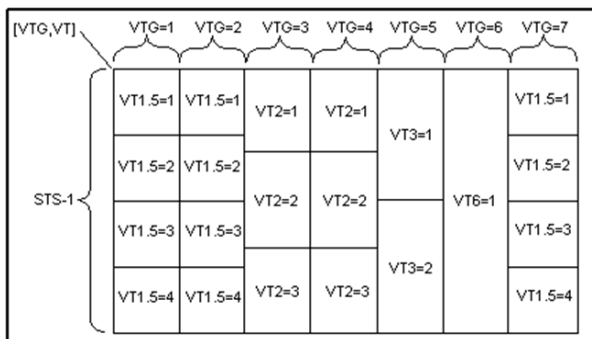 [VTG,VT] VTG=1 VTG=2 VTG=3 VTG=4 VTG=5 VTG=6 VTG=7
VT1.5=1 VT1.5=1 VT2=1 VT2=1 VT3=1 VT1.5=1
VT1.5=2 VT1.5=2 VT1.5=2
STS-1 VT2=2 VT2=2 VT6=1
VT1.5=3 VT1.5=3 VT1.5=3
VT3=2
VT1.5=4 VT1.5=4 VT2=3 VT2=3 VT1.5=4